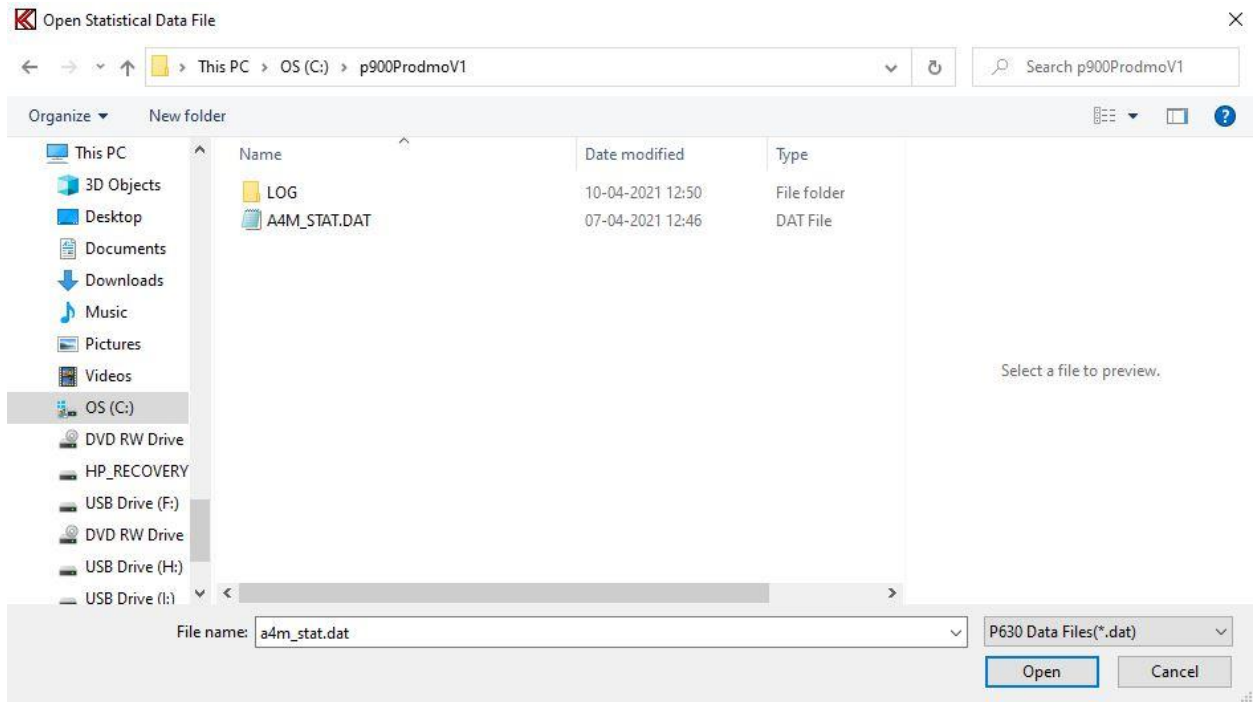 Open Statistical Data File
This PC > OS (C:) > p900ProdmoV1
Search p900ProdmoV1
Organize New folder
Name Date modified Type
LOG 10-04-2021 12:50 File folder
A4M_STAT.DAT 07-04-2021 12:46 DAT File
This PC
3D Objects
Desktop
Documents
Downloads
Music
Pictures
Videos
OS (C:)
DVD RW Drive
HP_RECOVERY
USB Drive (F:)
DVD RW Drive
USB Drive (H:)
USB Drive (I:)
Select a file to preview.
File name: a4m_stat.dat P630 Data Files(*.dat)
Open Cancel